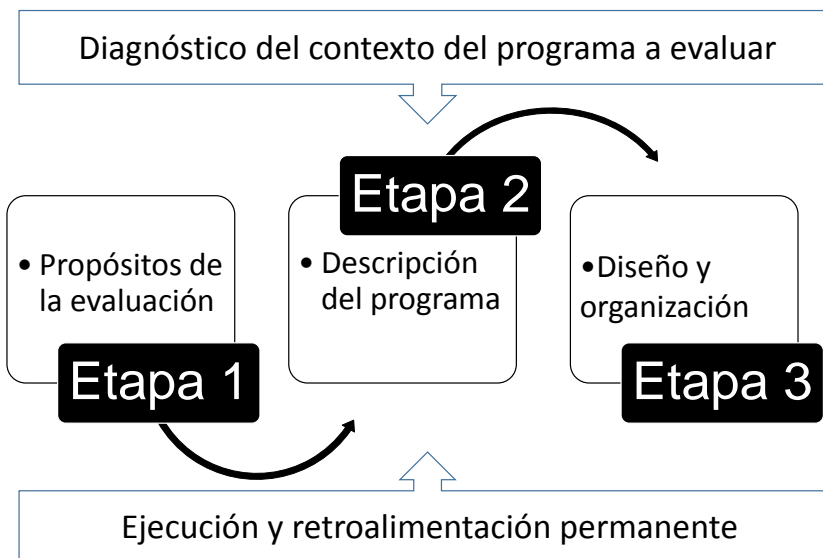 Diagnóstico del contexto del programa a evaluar
Etapa 2
• Propósitos de
la evaluación
Etapa 1
• Descripción
del programa
•Diseño y
organización
Etapa 3
Ejecución y retroalimentación permanente